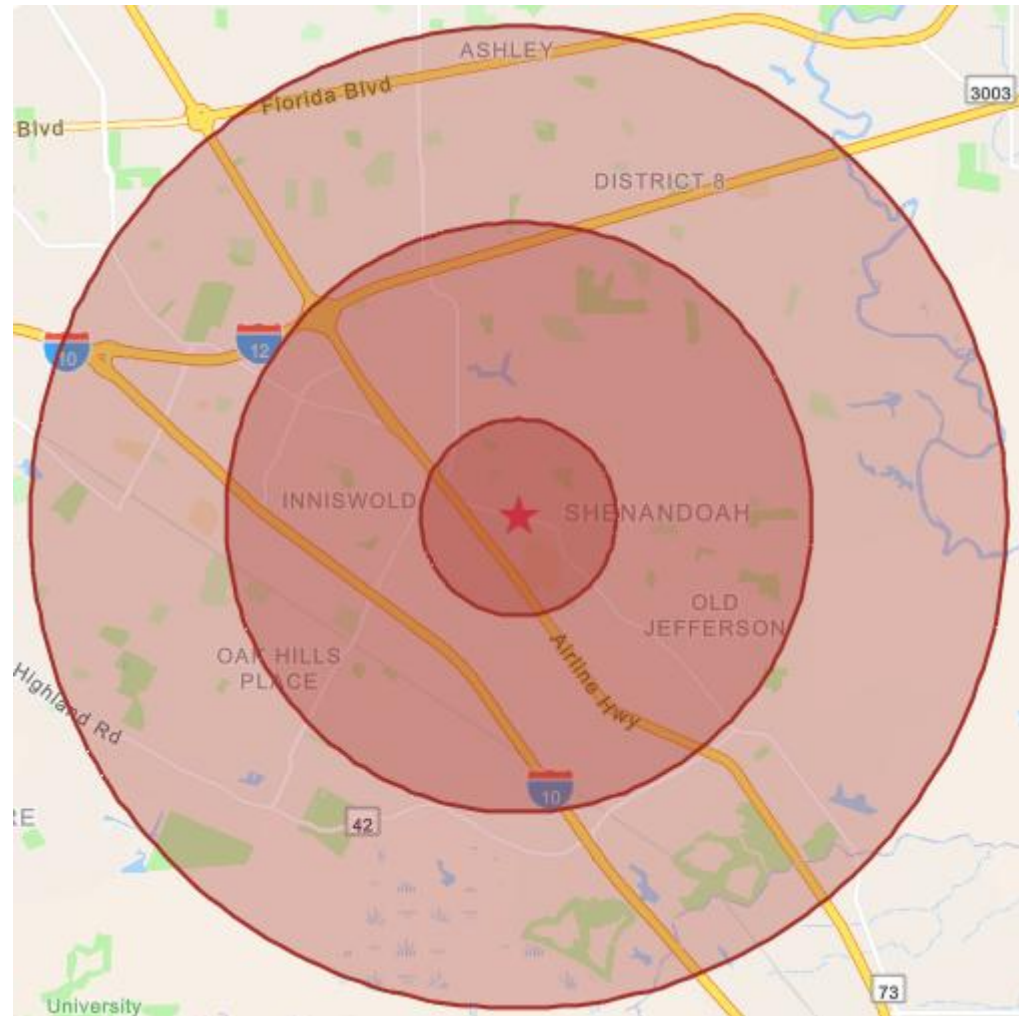 ASHLEY
Florida Blvd
3003
Blvd
DISTRICT 8
10
12
INNISWOLD
SHENANDOAH
OLD
JEFFERSON
OAK HILLS
PLACE
Airline Hwy
Highland Rd
10
RE
42
73
University